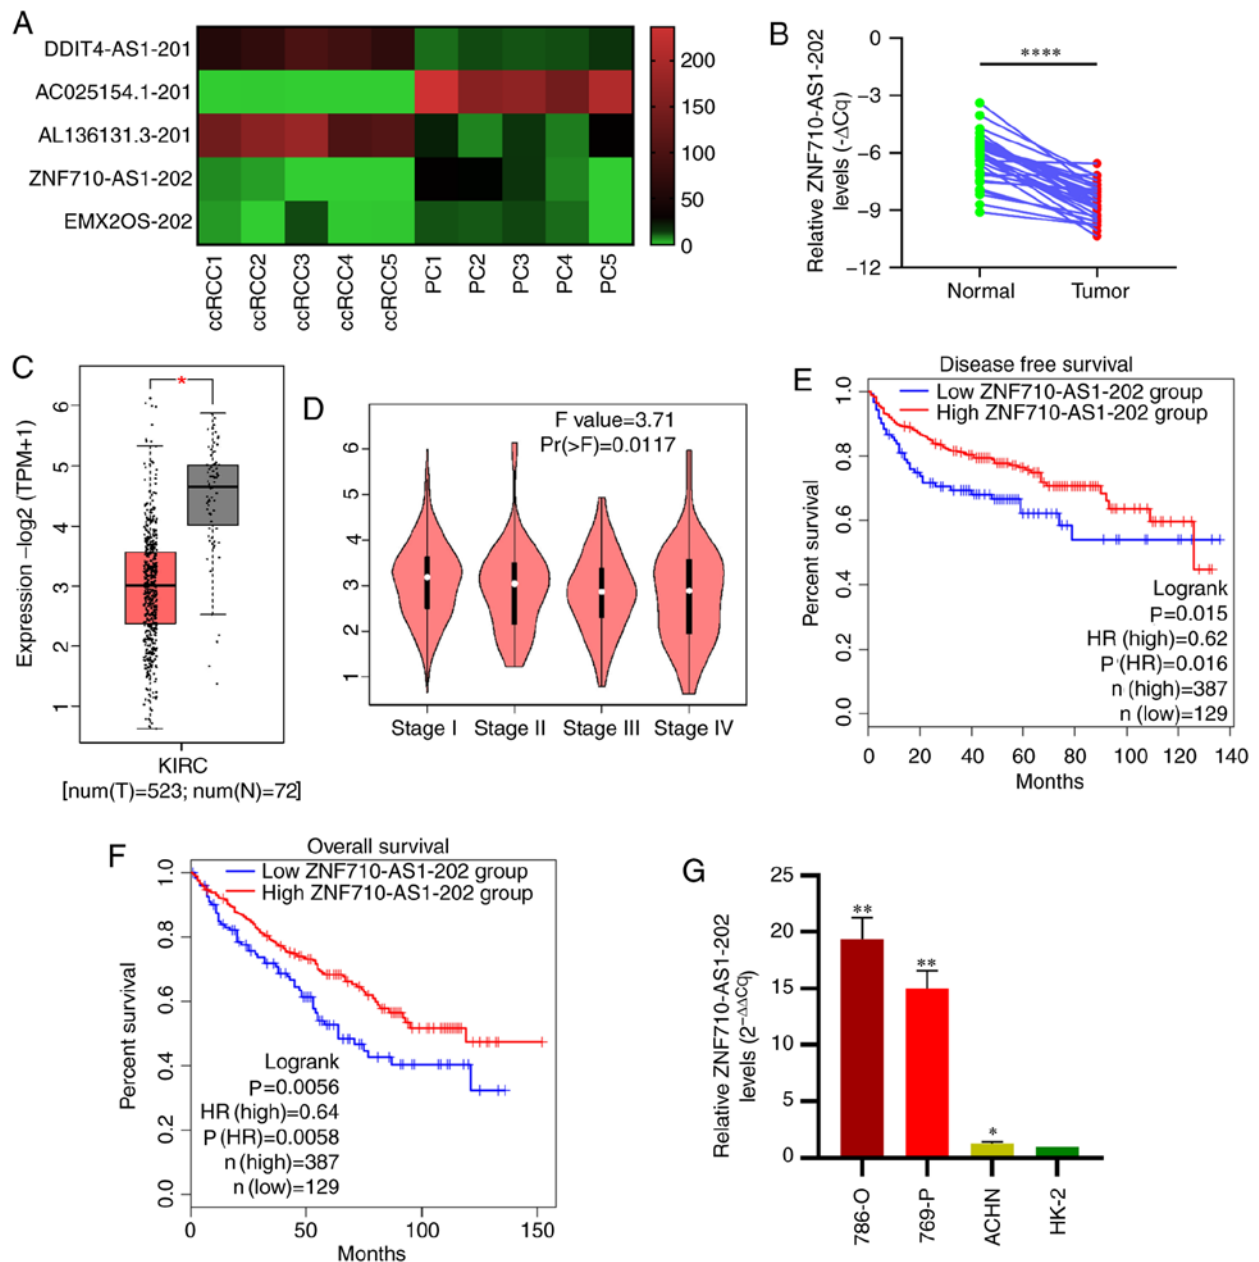 A
DDIT4-AS1-201
AC025154.1-201
AL136131.3-201
ZNF710-AS1-202
EMX2OS-202
ccRCC1
ccRCC2
ccRCC3
ccRCC4
ccRCC5
PC1
PC2
PC3
PC4
PC5
200
150
100
50
0
B
Relative ZNF710-AS1-202
levels (-ΔCq)
0
−3
−6
−9
−12
****
Normal
Tumor
C
Expression −log2 (TPM+1)
6
5
4
3
2
1
*
KIRC
[num(T)=523; num(N)=72]
D
F value=3.71
Pr(>F)=0.0117
6
5
4
3
2
1
Stage I
Stage II
Stage III
Stage IV
E
Disease free survival
Low ZNF710-AS1-202 group
High ZNF710-AS1-202 group
Percent survival
1.0
0.8
0.6
0.4
0.2
0.0
Logrank
P=0.015
HR (high)=0.62
P (HR)=0.016
n (high)=387
n (low)=129
0
20
40
60
80
100
120
140
Months
F
Overall survival
Low ZNF710-AS1-202 group
High ZNF710-AS1-202 group
Percent survival
1.0
0.8
0.6
0.4
0.2
0.0
Logrank
P=0.0056
HR (high)=0.64
P (HR)=0.0058
n (high)=387
n (low)=129
0
50
100
150
Months
G
Relative ZNF710-AS1-202
levels (2−ΔΔCq)
25
20
15
10
5
0
**
**
*
786-O
769-P
ACHN
HK-2